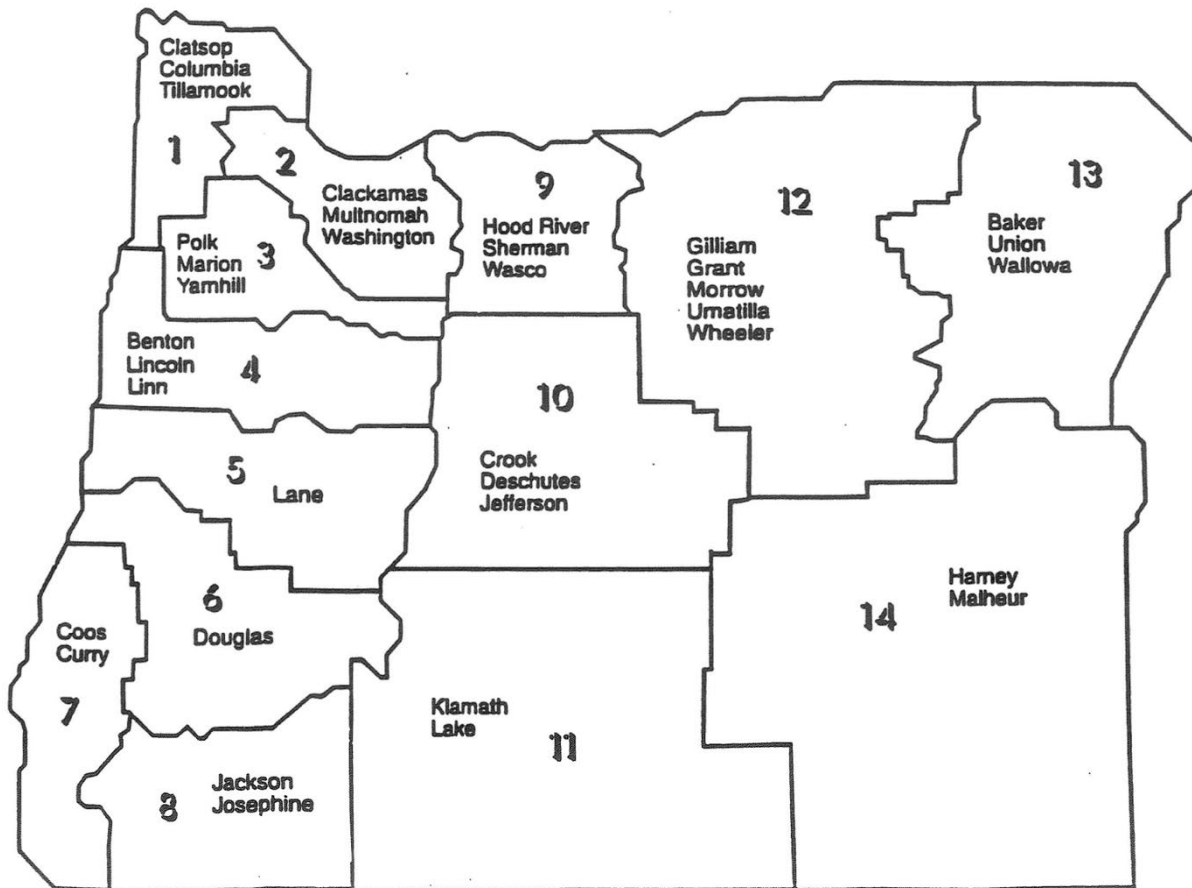 Clatsop
Columbia
Tillamook
1
2
Clackamas
Multnomah
Washington
Polk
Marion
Yamhill
3
9
Hood River
Sherman
Wasco
12
Gilliam
Grant
Morrow
Umatilla
Wheeler
13
Baker
Union
Wallowa
Benton
Lincoln
Linn
4
10
Crook
Deschutes
Jefferson
5
Lane
6
Douglas
Coos
Curry
7
Harney
Malheur
14
Klamath
Lake
11
8
Jackson
Josephine